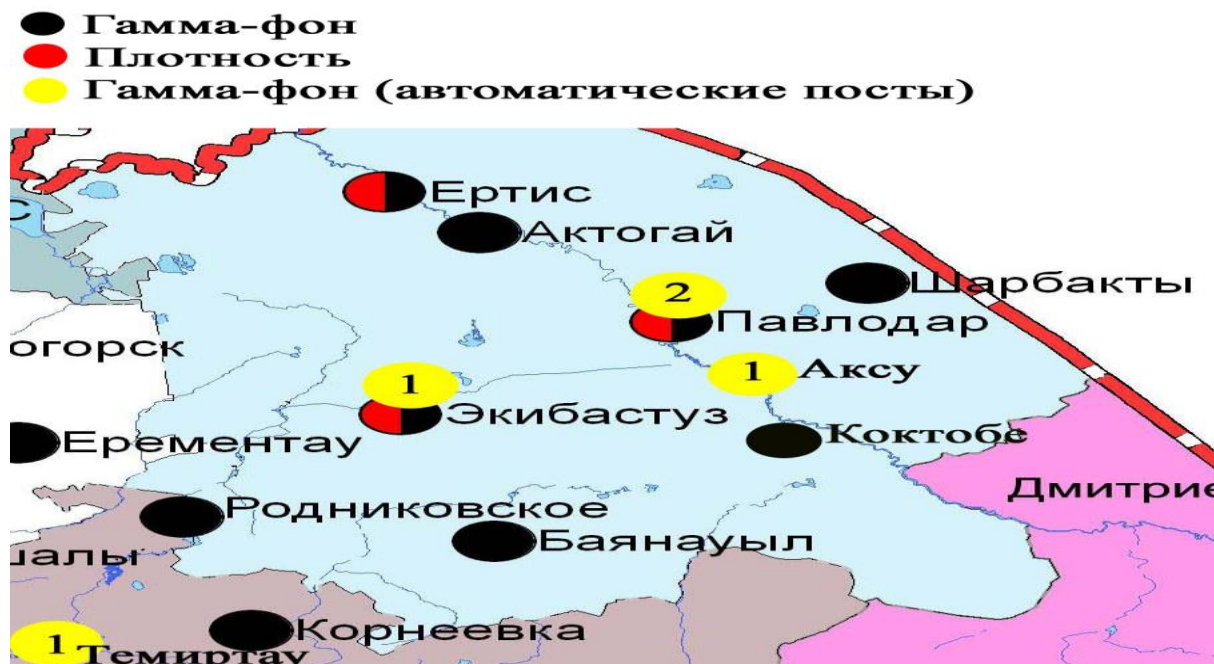 Гамма-фон
Плотность
Гамма-фон (автоматические посты)
Ертис
с
Актогай
Шарбакты
2
Павлодар
огорск
1
1 Аксу
Экибастуз
Коктобе
Ерементау
Дмитрие
Родниковское
Баянауыл
шалы
Корнеевка
1 Темиртау